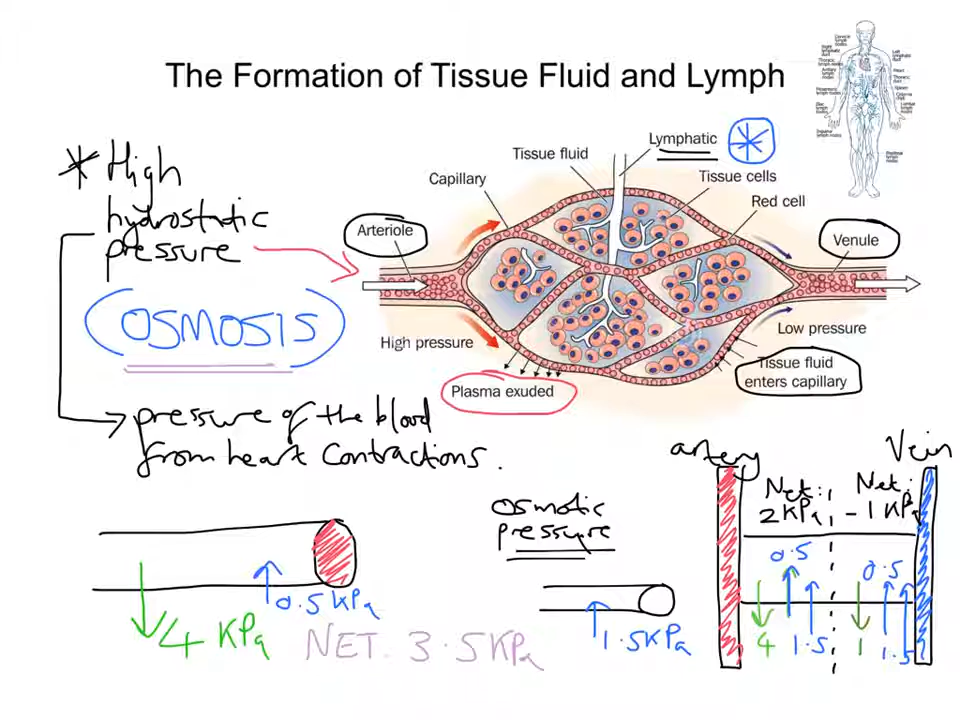 The Formation of Tissue Fluid and Lymph
Lymphatic
Tissue fluid
Tissue cells
Capillary
Red cell
Arteriole
Venule
High pressure
Low pressure
Plasma exuded
Tissue fluid
enters capillary
* High
hydrostatic
pressure
(OSMOSIS)
pressure of the blood
from heart contractions.
4 KPa
0.5 KPa
NET. 3.5KPa
osmotic
pressure
1.5KPa
artery
Vein
Net:
2KPa
Net:
-1KPa
0.5
0.5
4
1.5
1
1.5
Heart
Spleen